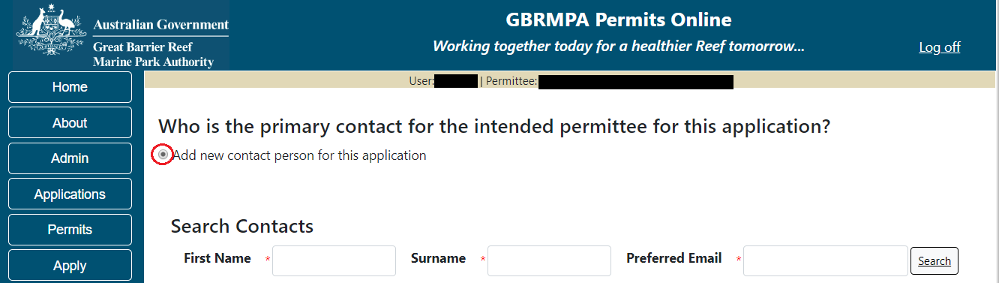 Australian Government
Great Barrier Reef
Marine Park Authority
GBRMPA Permits Online
Working together today for a healthier Reef tomorrow...
Log off
Home
About
Admin
Applications
Permits
Apply
User: | Permittee:
Who is the primary contact for the intended permittee for this application?
Add new contact person for this application
Search Contacts
First Name * Surname * Preferred Email * Search